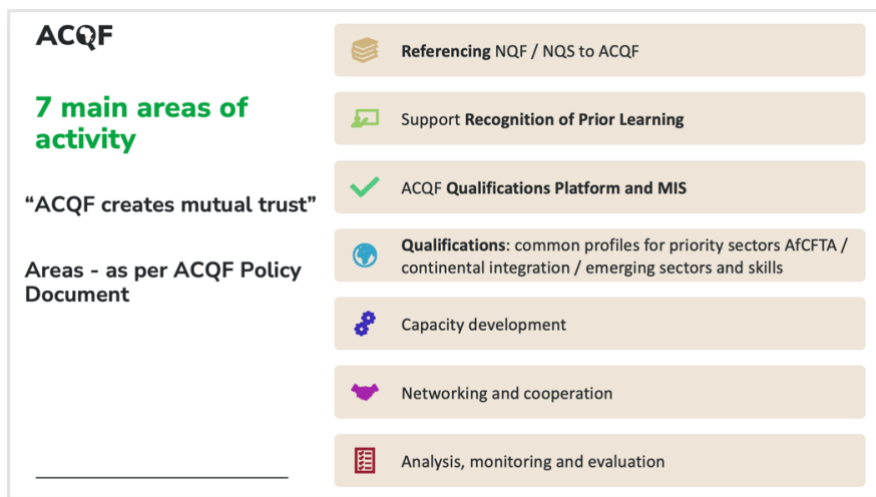 ACQF
7 main areas of
activity
“ACQF creates mutual trust”
Areas - as per ACQF Policy
Document
Referencing NQF / NQS to ACQF
Support Recognition of Prior Learning
ACQF Qualifications Platform and MIS
Qualifications: common profiles for priority sectors AfCFTA /
continental integration / emerging sectors and skills
Capacity development
Networking and cooperation
Analysis, monitoring and evaluation